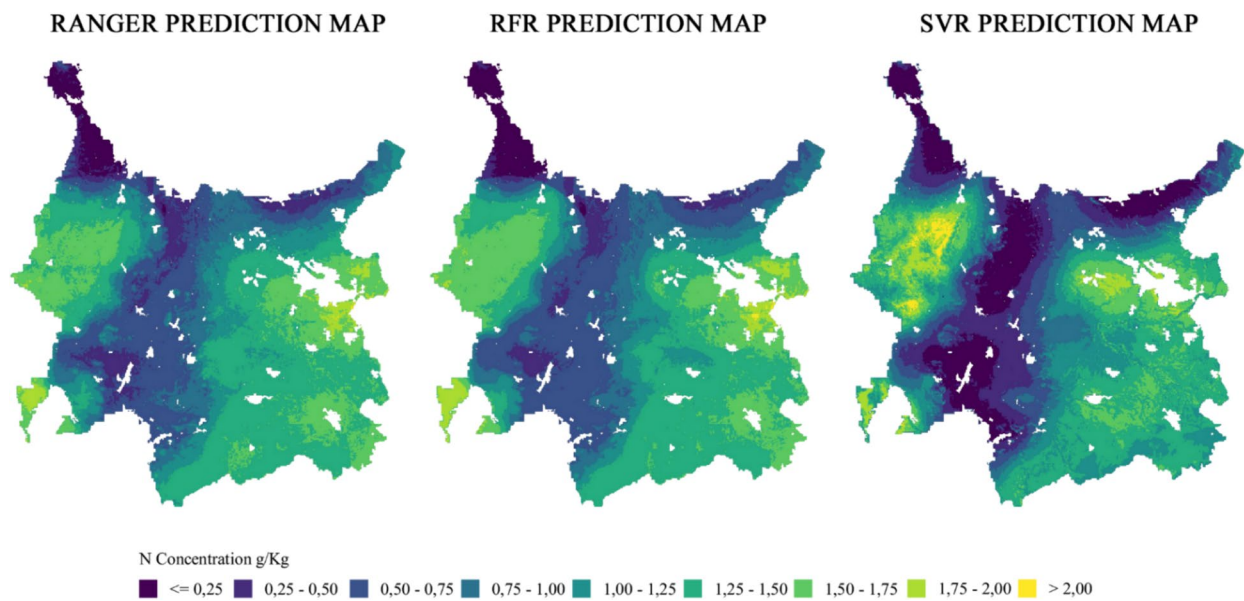 RANGER PREDICTION MAP RFR PREDICTION MAP SVR PREDICTION MAP
N Concentration g/Kg
<= 0,25 0,25 - 0,50 0,50 - 0,75 0,75 - 1,00 1,00 - 1,25 1,25 - 1,50 1,50 - 1,75 1,75 - 2,00 > 2,00